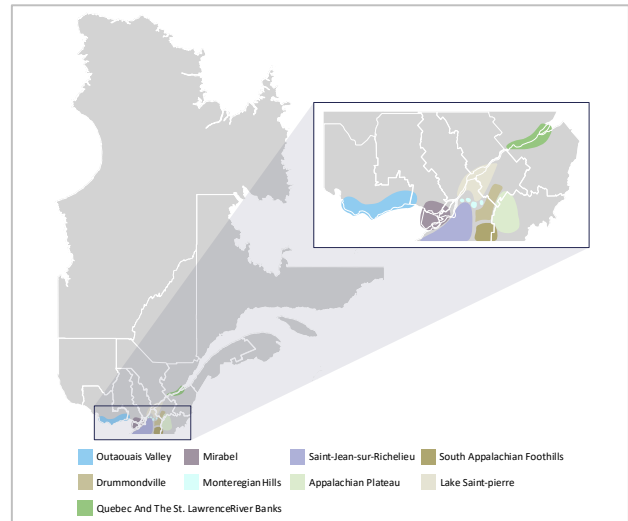 Outaouais Valley
Mirabel
Saint-Jean-sur-Richelieu
South Appalachian Foothills
Drummondville
Monteregian Hills
Appalachian Plateau
Lake Saint-pierre
Quebec And The St. LawrenceRiver Banks